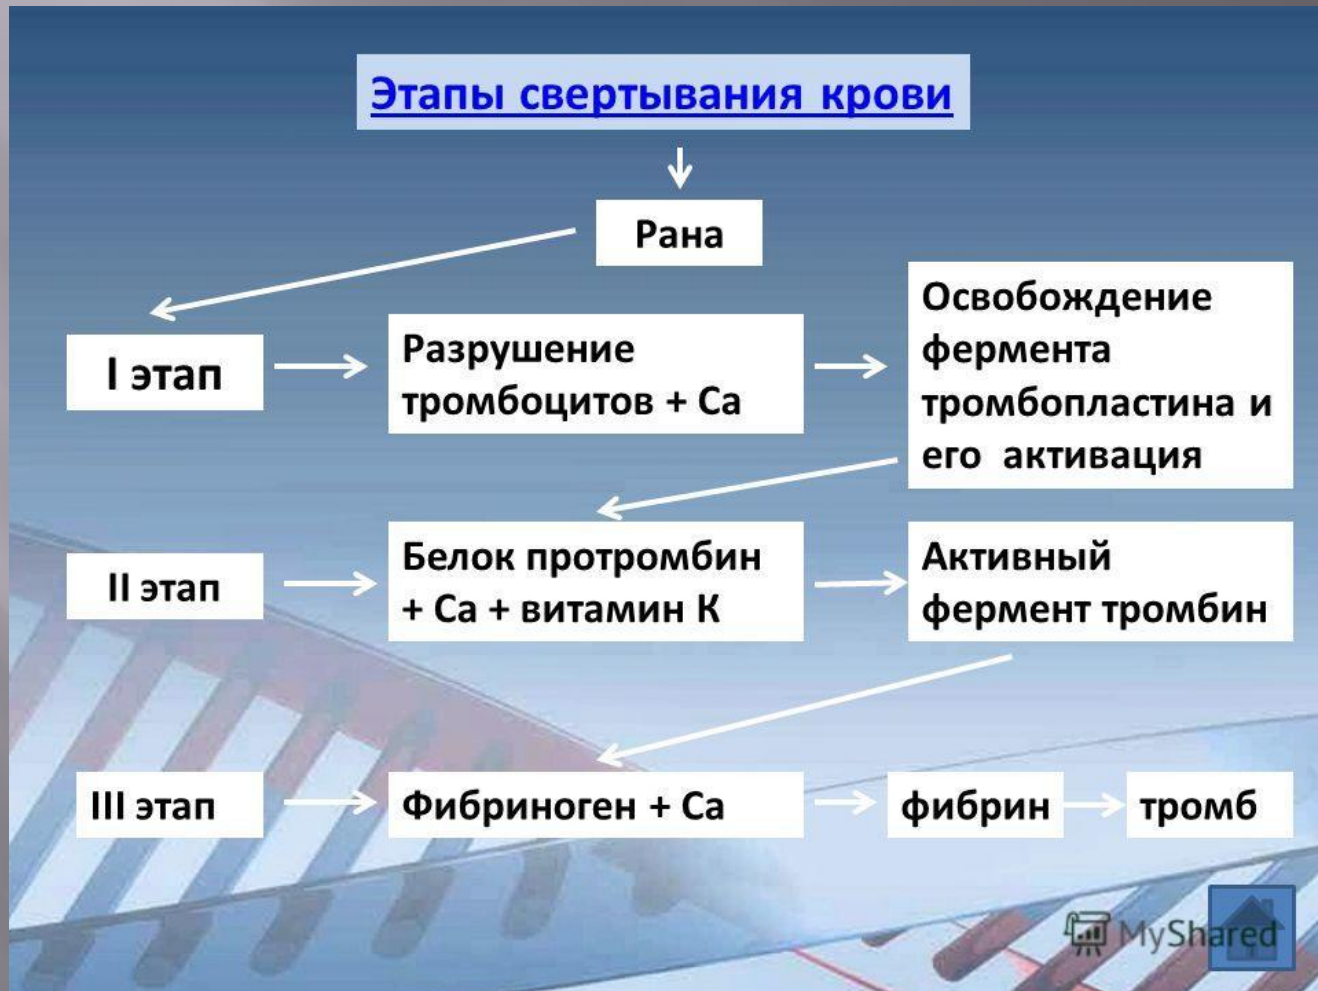 Этапы свертывания крови
Рана
I этап
Разрушение
тромбоцитов + Са
Освобождение
фермента
тромбопластина и
его активация
II этап
Белок протромбин
+ Са + витамин К
Активный
фермент тромбин
III этап
Фибриноген + Са
фибрин
тромб
MyShared